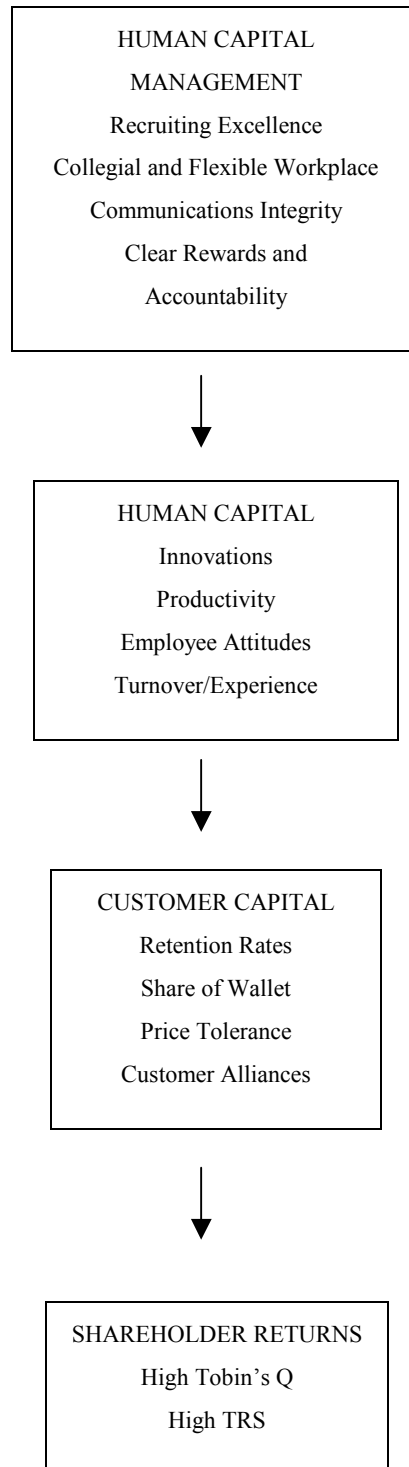 HUMAN CAPITAL
MANAGEMENT
Recruiting Excellence
Collegial and Flexible Workplace
Communications Integrity
Clear Rewards and
Accountability
HUMAN CAPITAL
Innovations
Productivity
Employee Attitudes
Turnover/Experience
CUSTOMER CAPITAL
Retention Rates
Share of Wallet
Price Tolerance
Customer Alliances
SHAREHOLDER RETURNS
High Tobin’s Q
High TRS